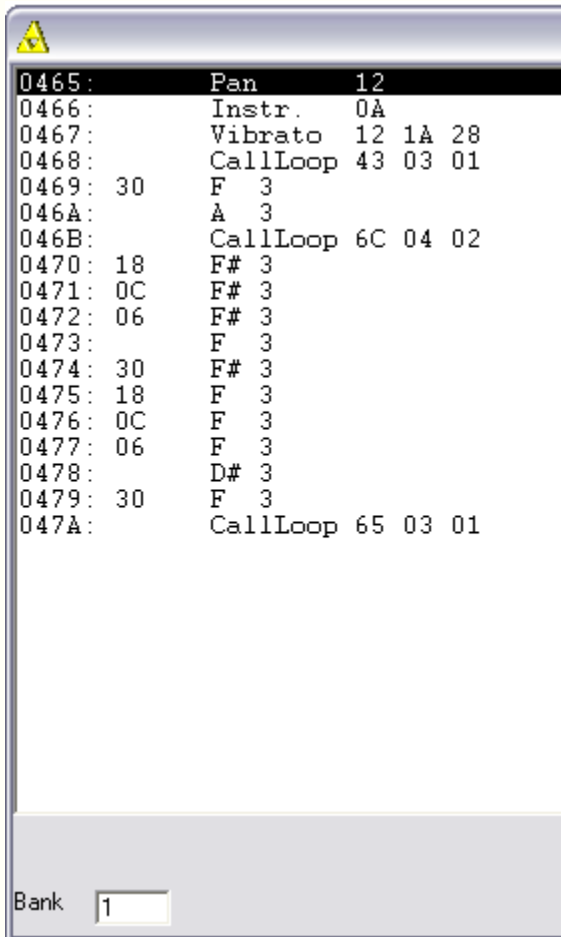 0465: Pan 12
0466: Instr. 0A
0467: Vibrato 12 1A 28
0468: CallLoop 43 03 01
0469: 30 F 3
046A: A 3
046B: CallLoop 6C 04 02
0470: 18 F# 3
0471: 0C F# 3
0472: 06 F# 3
0473: F 3
0474: 30 F# 3
0475: 18 F 3
0476: 0C F 3
0477: 06 F 3
0478: D# 3
0479: 30 F 3
047A: CallLoop 65 03 01
Bank 1